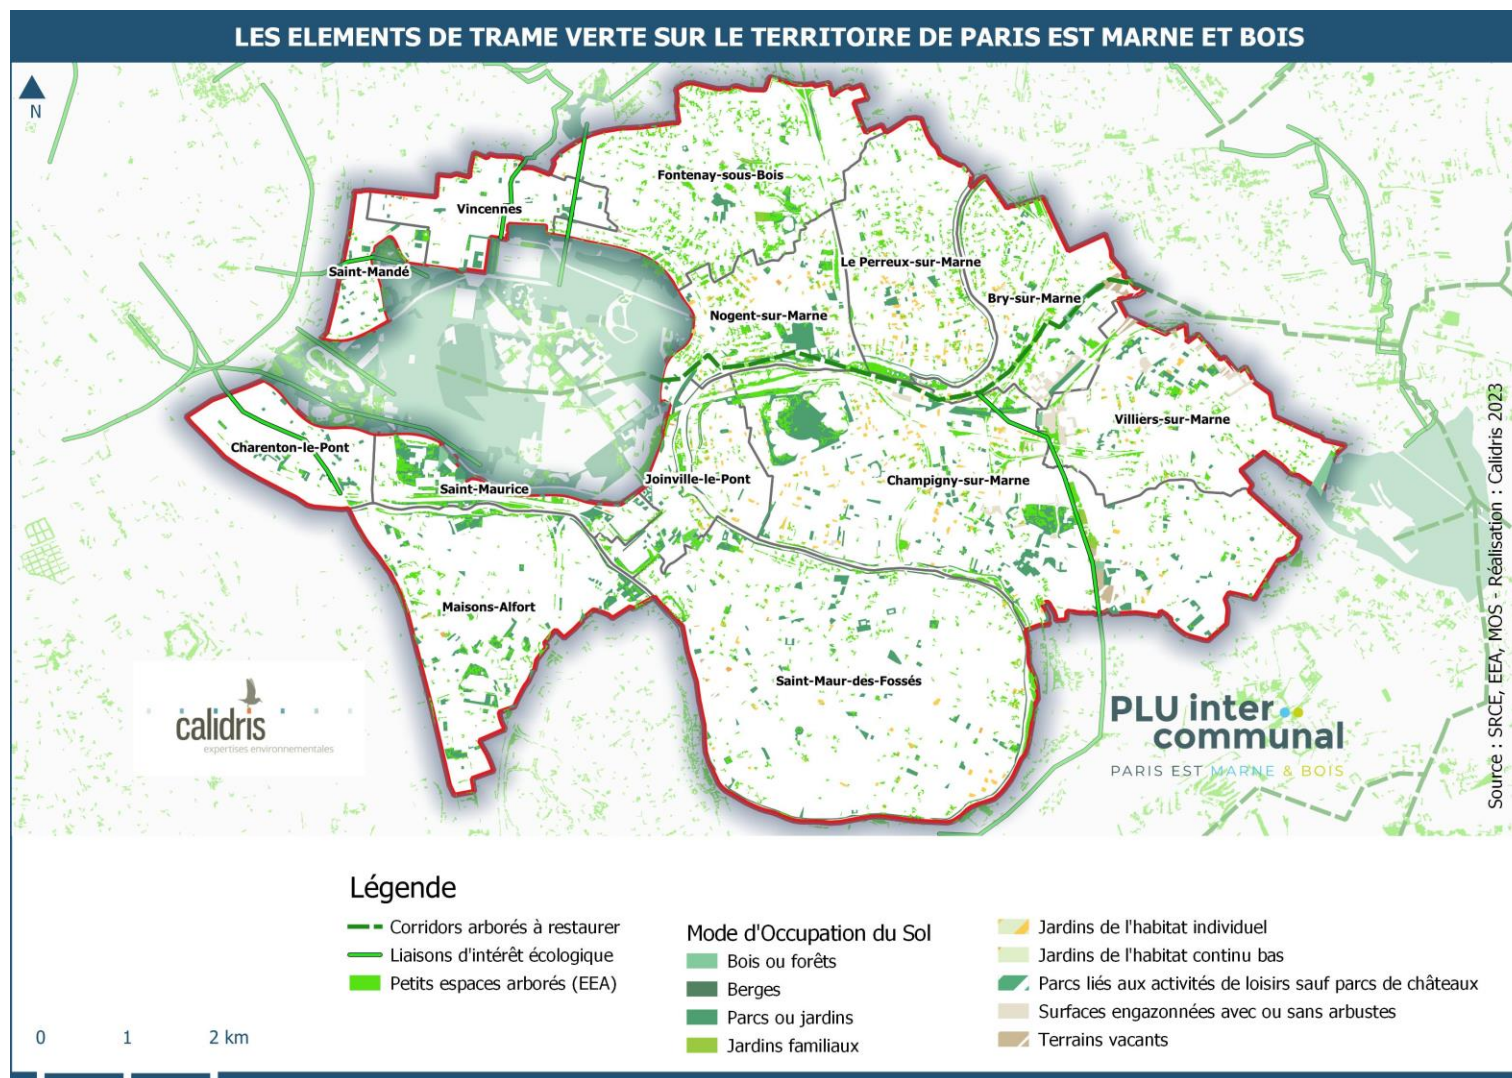 LES ELEMENTS DE TRAME VERTE SUR LE TERRITOIRE DE PARIS EST MARNE ET BOIS
N
Fontenay-sous-Bois
Vincennes
Saint-Mandé
Le Perreux-sur-Marne
Bry-sur-Marne
Nogent-sur-Marne
Villiers-sur-Marne
Charenton-le-Pont
Saint-Maurice
Joinville-le-Pont
Champigny-sur-Marne
Maisons-Alfort
Saint-Maur-des-Fossés
calidris
expertises environnementales
PLU inter
communal
PARIS EST MARNE & BOIS
Source : SRCE, EEA, MOS - Réalisation : Calidris 2023
Légende
Corridors arborés à restaurer
Liaisons d'intérêt écologique
Petits espaces arborés (EEA)
Mode d'Occupation du Sol
Bois ou forêts
Berges
Parcs ou jardins
Jardins familiaux
Jardins de l'habitat individuel
Jardins de l'habitat continu bas
Parcs liés aux activités de loisirs sauf parcs de châteaux
Surfaces engazonnées avec ou sans arbustes
Terrains vacants
0 1 2 km